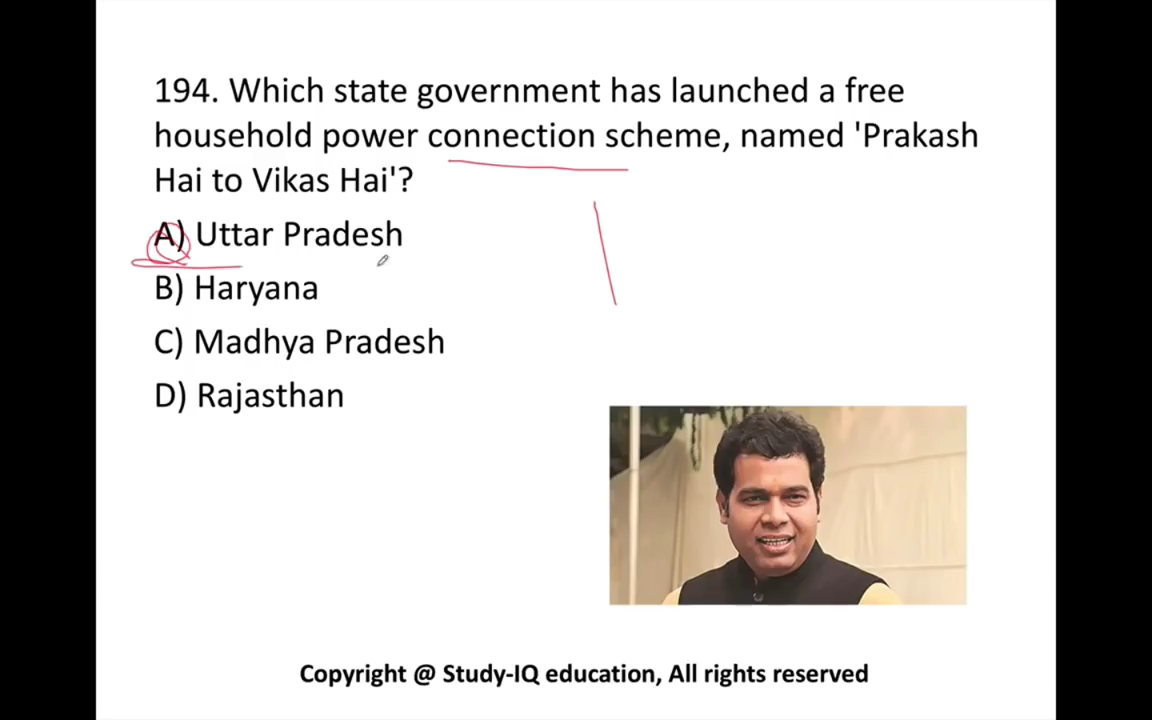 194. Which state government has launched a free
household power connection scheme, named 'Prakash
Hai to Vikas Hai'?
A) Uttar Pradesh
B) Haryana
C) Madhya Pradesh
D) Rajasthan
Copyright @ Study-IQ education, All rights reserved